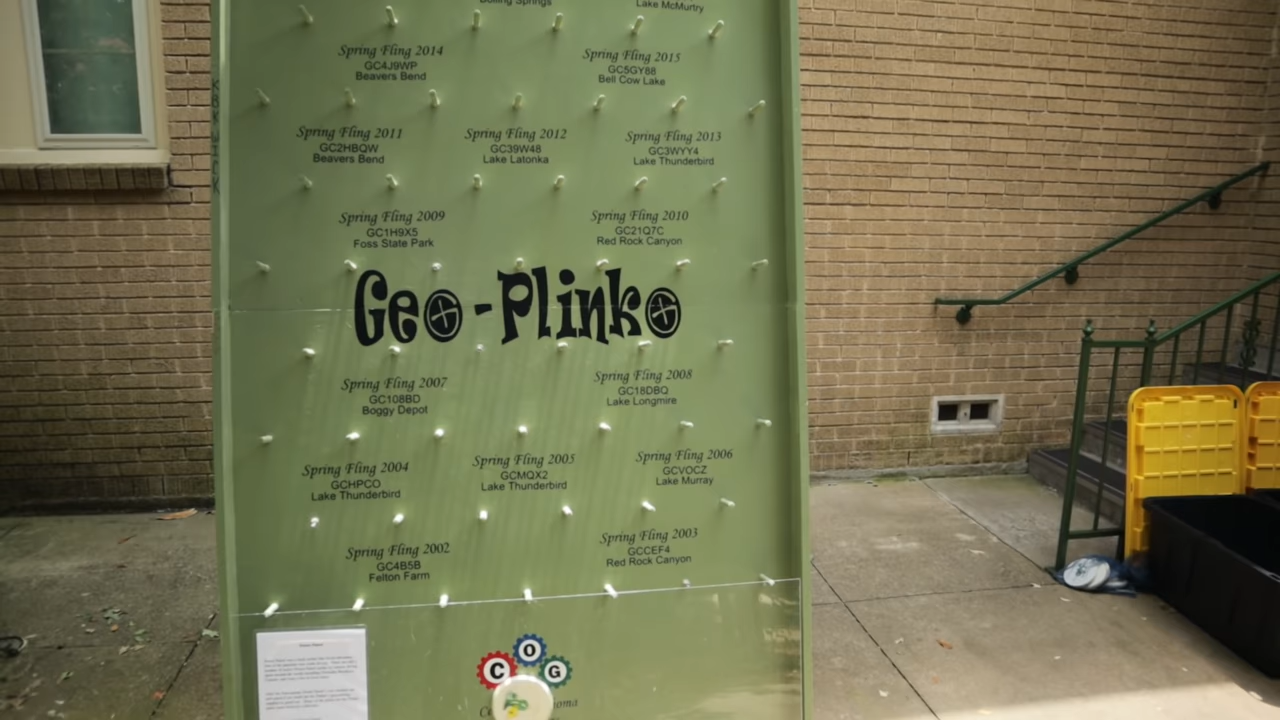 Boiling Springs
Lake McMurtry
Spring Fling 2014
GC4J9WP
Beavers Bend
Spring Fling 2015
GC5GY88
Bell Cow Lake
Spring Fling 2011
GC2HBQW
Beavers Bend
Spring Fling 2012
GC39W48
Lake Latonka
Spring Fling 2013
GC3WYY4
Lake Thunderbird
Spring Fling 2009
GC1H9X5
Foss State Park
Spring Fling 2010
GC21Q7C
Red Rock Canyon
Geo-Plinko
Spring Fling 2007
GC108BD
Boggy Depot
Spring Fling 2008
GC18DBQ
Lake Longmire
Spring Fling 2004
GCHPCO
Lake Thunderbird
Spring Fling 2005
GCMQX2
Lake Thunderbird
Spring Fling 2006
GCVOCZ
Lake Murray
Spring Fling 2002
GC4B5B
Felton Farm
Spring Fling 2003
GCCEF4
Red Rock Canyon
COG